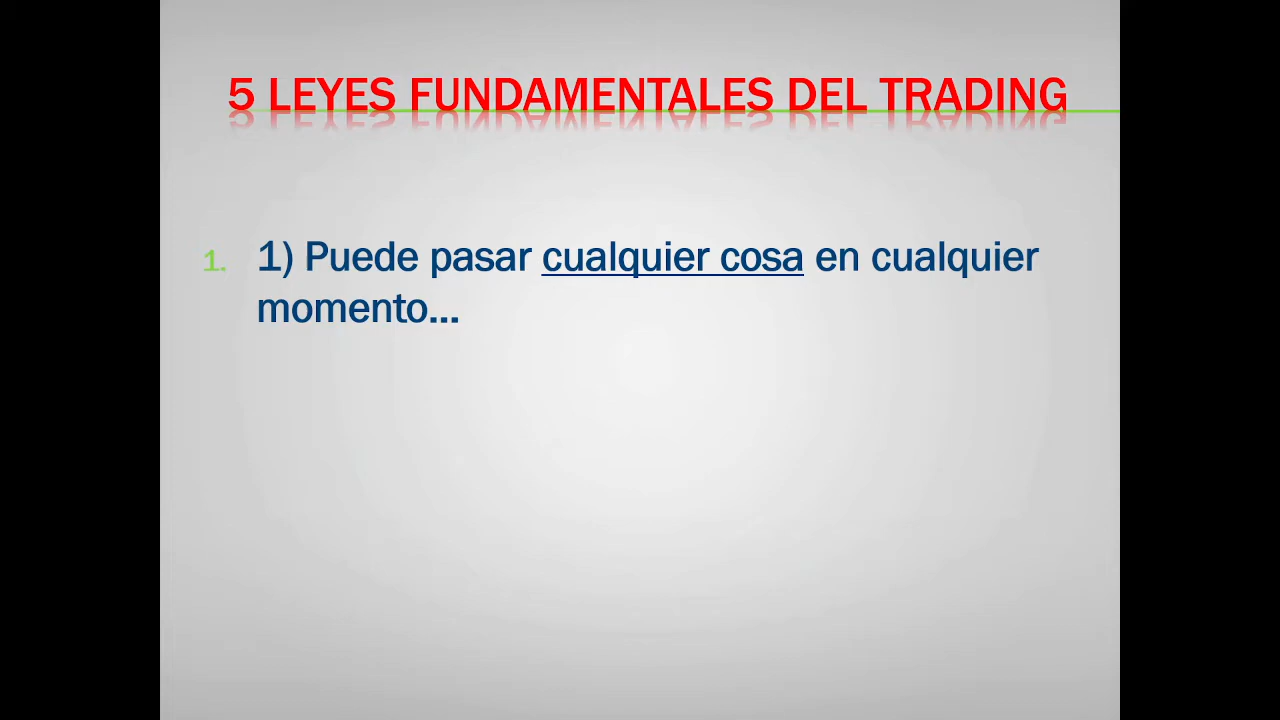 5 LEYES FUNDAMENTALES DEL TRADING
1. 1) Puede pasar cualquier cosa en cualquier
momento...